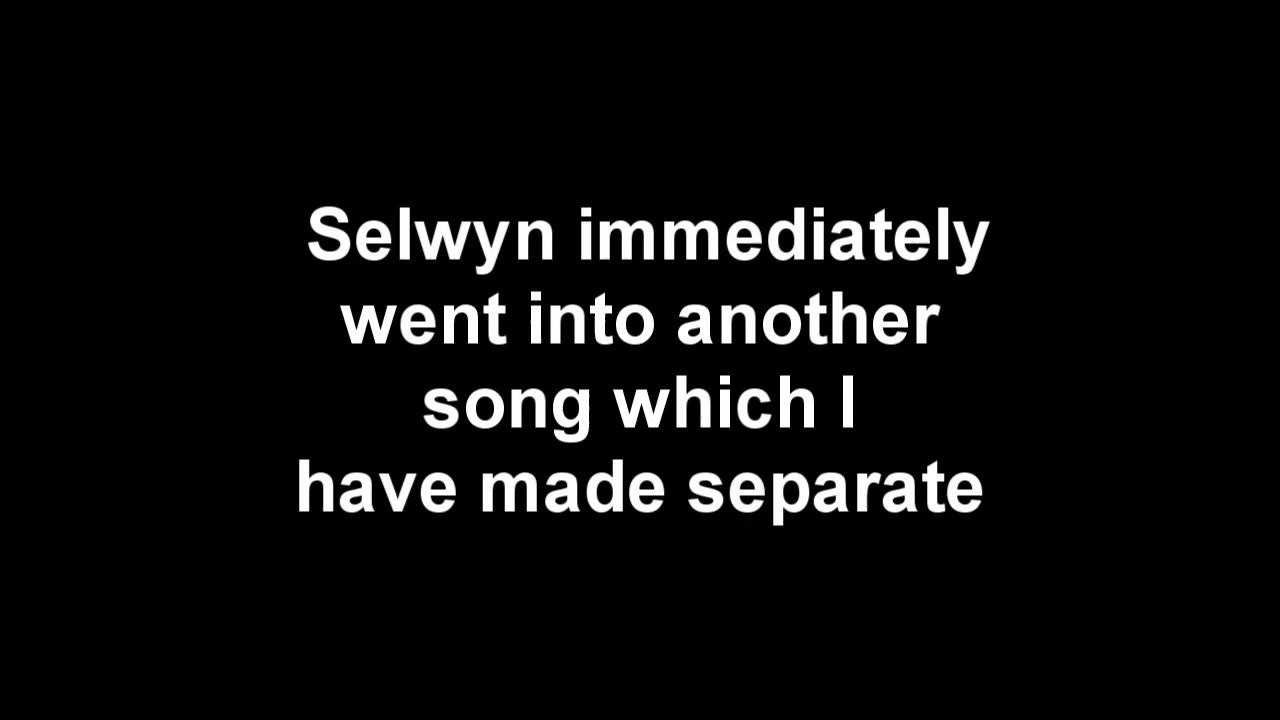 Selwyn immediately
went into another
song which I
have made separate